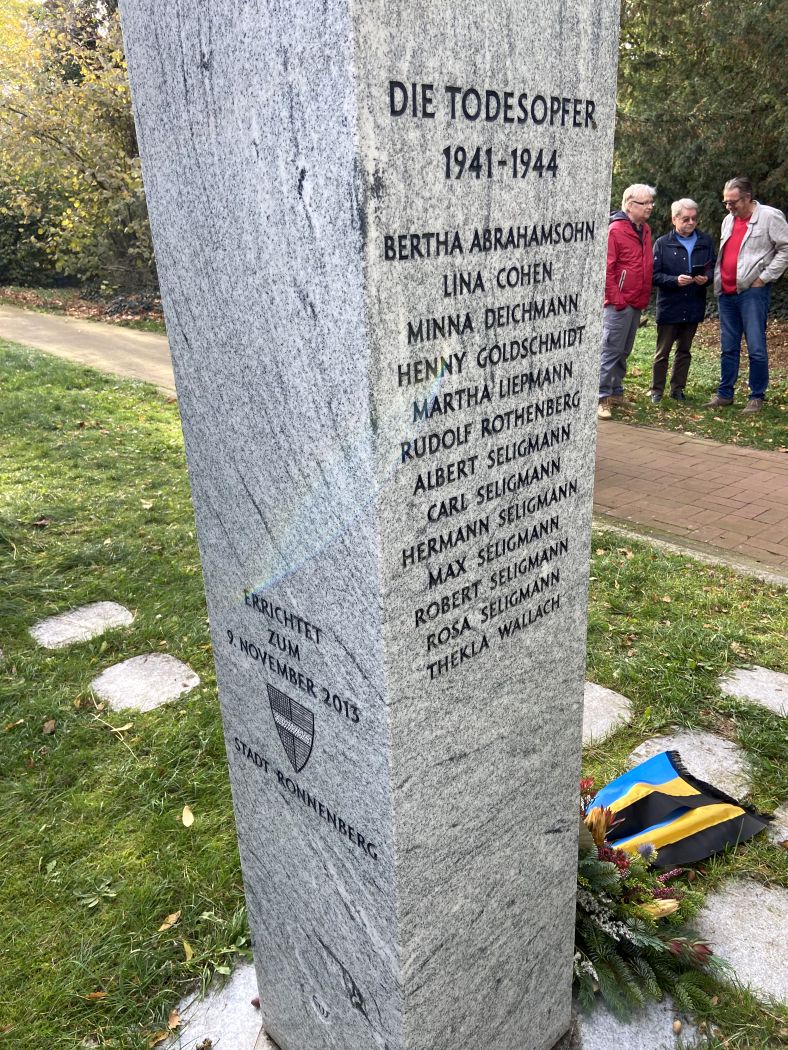 DIE TODESOPFER
1941-1944
BERTHA ABRAHAMSOHN
LINA COHEN
MINNA DEICHMANN
HENNY GOLDSCHMIDT
MARTHA LIEPMANN
RUDOLF ROTHENBERG
ALBERT SELIGMANN
CARL SELIGMANN
HERMANN SELIGMANN
MAX SELIGMANN
ROBERT SELIGMANN
ROSA SELIGMANN
THEKLA WALLACH
ERRICHTET
ZUM
9. NOVEMBER 2013
STADT RONNENBERG